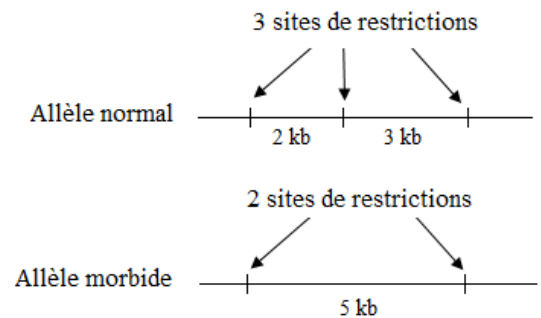 3 sites de restrictions
Allèle normal
2 kb 3 kb
2 sites de restrictions
Allèle morbide
5 kb